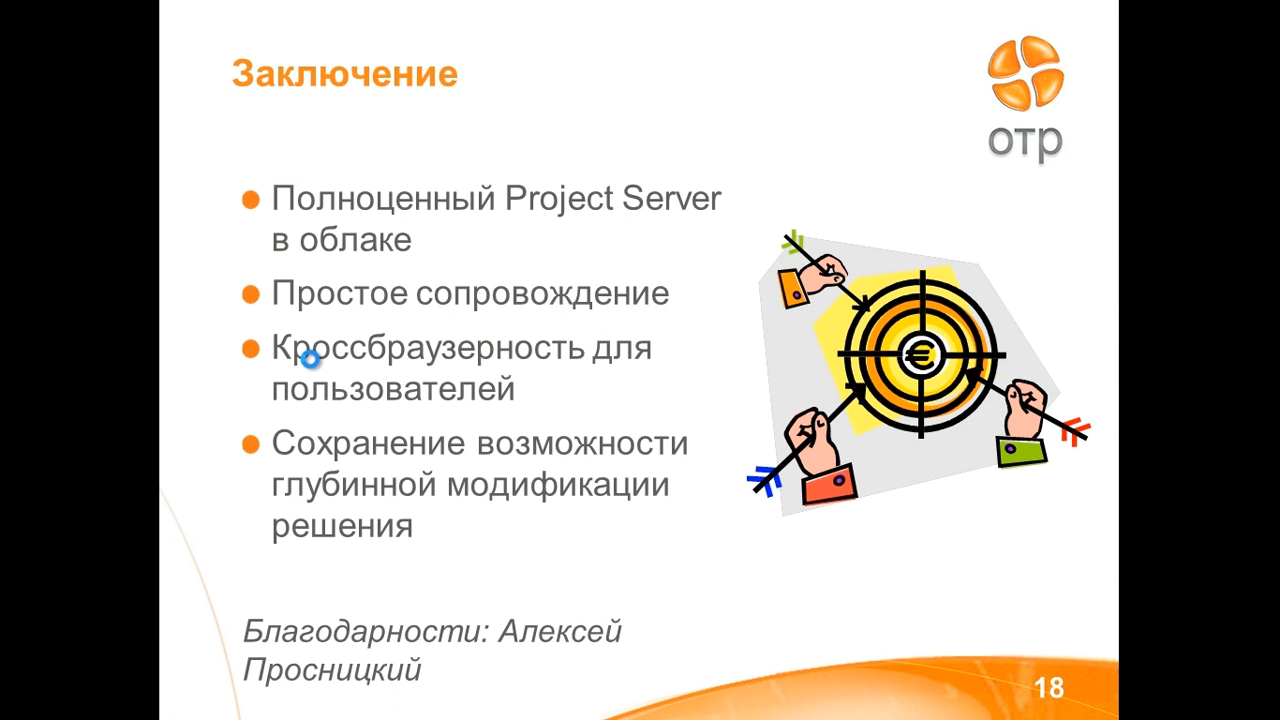 Заключение
отр
Полноценный Project Server
в облаке
Простое сопровождение
Кроссбраузерность для
пользователей
Сохранение возможности
глубинной модификации
решения
€
Благодарности: Алексей
Просницкий
18